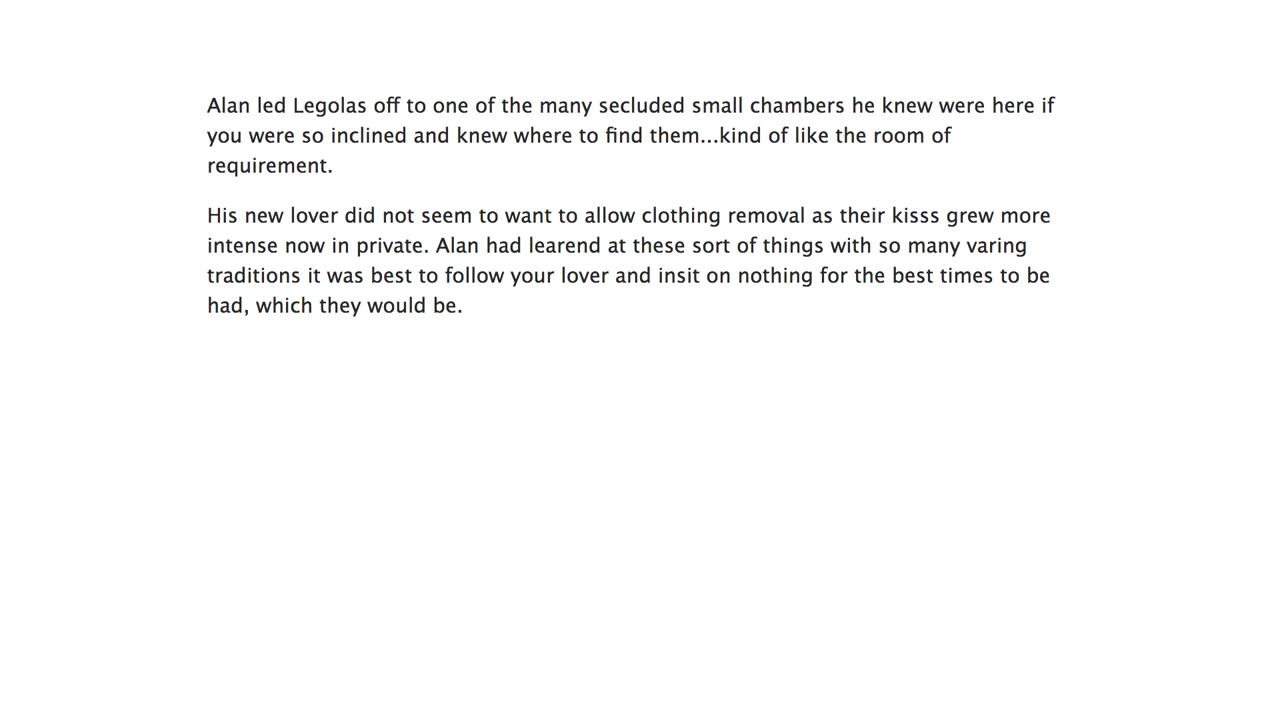 Alan led Legolas off to one of the many secluded small chambers he knew were here if
you were so inclined and knew where to find them...kind of like the room of
requirement.
His new lover did not seem to want to allow clothing removal as their kisss grew more
intense now in private. Alan had learend at these sort of things with so many varing
traditions it was best to follow your lover and insit on nothing for the best times to be
had, which they would be.